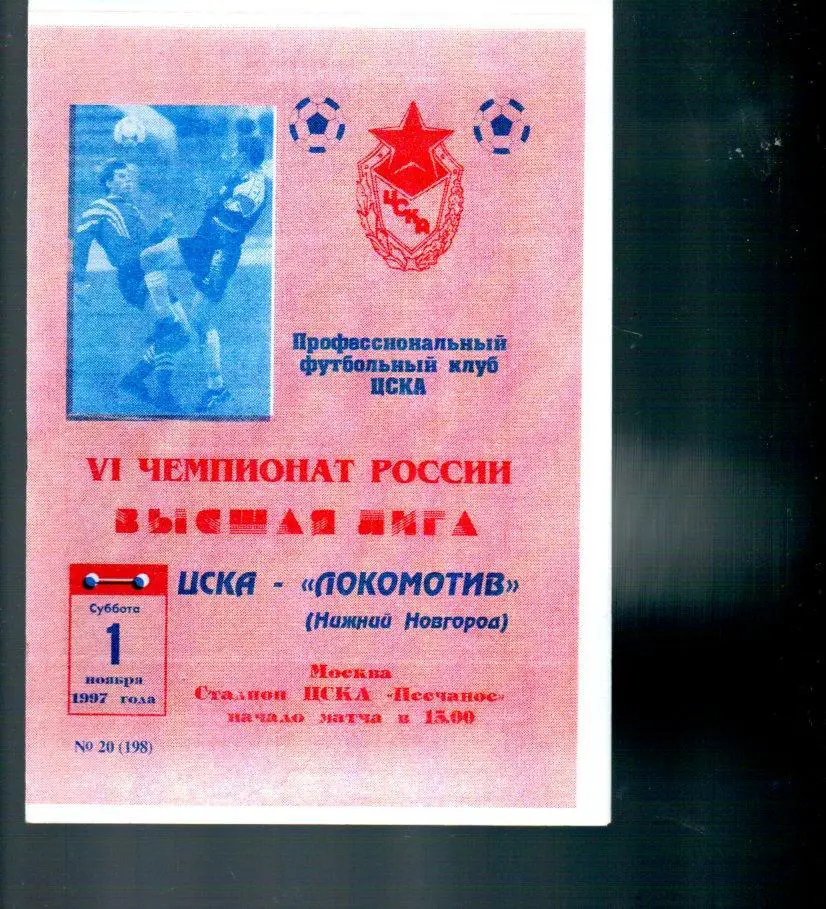 ЦСКА
Профессиональный
футбольный клуб
ЦСКА
VI ЧЕМПИОНАТ РОССИИ
ВЫСШАЯ ЛИГА
ЦСКА - «ЛОКОМОТИВ»
(Нижний Новгород)
Суббота
1
ноября
1997 года
Москва
Стадион ЦСКА «Песчаное»
начало матча в 15.00
№ 20 (198)